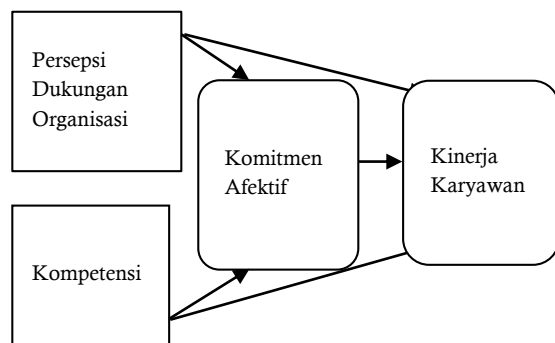 Persepsi
Dukungan
Organisasi
Komitmen
Afektif
Kinerja
Karyawan
Kompetensi